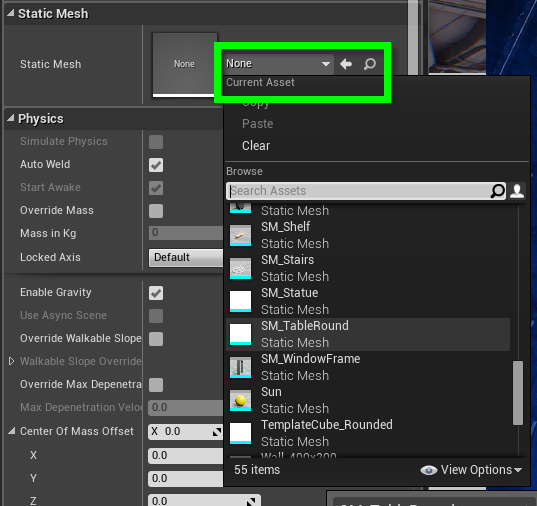 Static Mesh
Static Mesh
None
None
Current Asset
Copy
Paste
Clear
Browse
Search Assets
Static Mesh
SM_Shelf
Static Mesh
SM_Stairs
Static Mesh
SM_Statue
Static Mesh
SM_TableRound
Static Mesh
SM_WindowFrame
Static Mesh
Sun
Static Mesh
TemplateCube_Rounded
Static Mesh
Wall_400x300
55 items
View Options
Physics
Simulate Physics
Auto Weld
Start Awake
Override Mass
Mass in Kg
0
Locked Axis
Default
Enable Gravity
Use Async Scene
Override Walkable Slope
Walkable Slope Override
Override Max Depenetra
Max Depenetration Veloc
0.0
Center Of Mass Offset
X 0.0
X
0.0
Y
0.0
Z
0.0